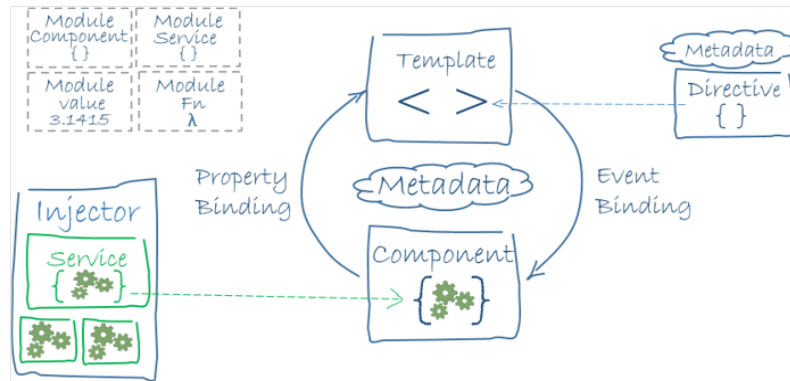 Module
Component
{ }
Module
Service
{ }
Module
value
3.1415
Module
Fn
λ
Template
< >
Metadata
Directive
{ }
Property
Binding
Metadata
Event
Binding
Injector
Service
{ }
Component
{ }